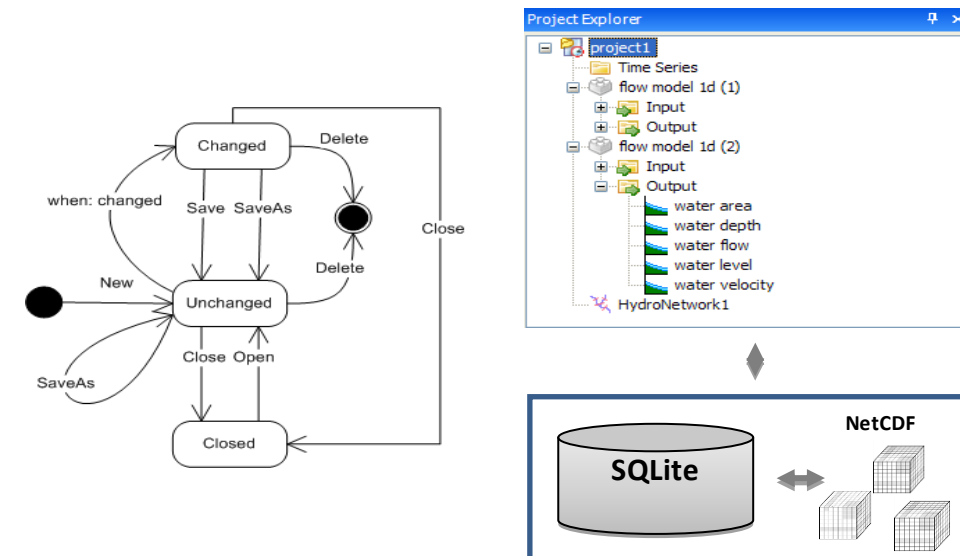 Changed
Delete
when: changed
Save
SaveAs
Close
Delete
New
Unchanged
Close
Open
SaveAs
Closed
Project Explorer
project1
Time Series
flow model 1d (1)
Input
Output
flow model 1d (2)
Input
Output
water area
water depth
water flow
water level
water velocity
HydroNetwork1
SQLite
NetCDF